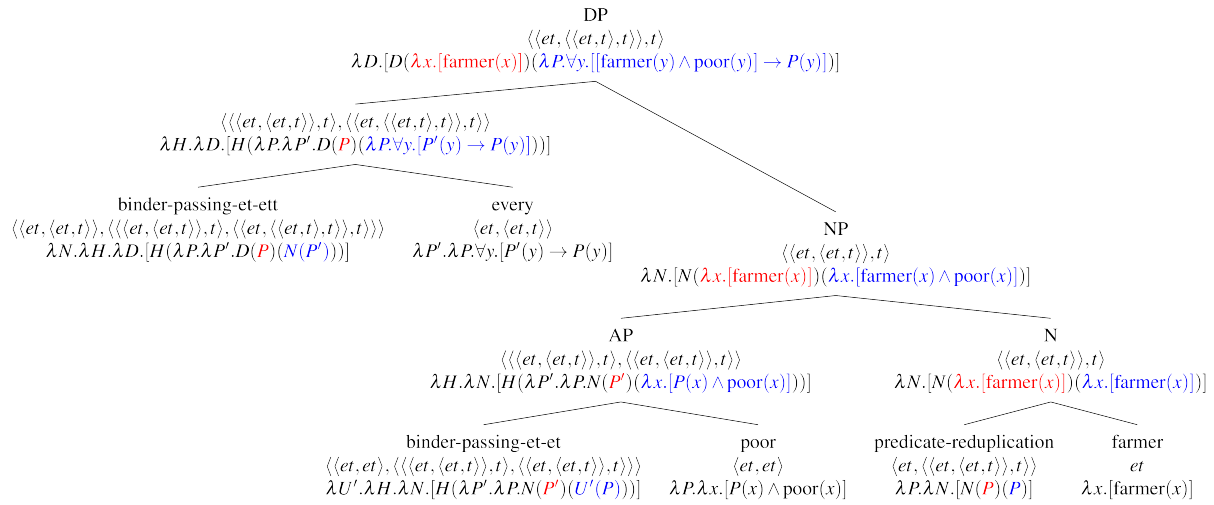 DP
⟨⟨et, ⟨⟨et, t⟩, t⟩⟩, t⟩
λD.[D(λx.[farmer(x)])(λP.∀y.[[farmer(y) ∧ poor(y)] → P(y)])]
⟨⟨⟨et, ⟨et, t⟩⟩, t⟩, ⟨⟨et, ⟨⟨et, t⟩, t⟩⟩, t⟩⟩
λH.λD.[H(λP.λP′.D(P)(λP.∀y.[P′(y) → P(y)]))]
binder-passing-et-ett
⟨⟨et, ⟨et, t⟩⟩, ⟨⟨⟨et, ⟨et, t⟩⟩, t⟩, ⟨⟨et, ⟨⟨et, t⟩, t⟩⟩, t⟩⟩⟩
λN.λH.λD.[H(λP.λP′.D(P)(N(P′)))]
every
⟨et, ⟨et, t⟩⟩
λP′.λP.∀y.[P′(y) → P(y)]
NP
⟨⟨et, ⟨et, t⟩⟩, t⟩
λN.[N(λx.[farmer(x)])(λx.[farmer(x) ∧ poor(x)])]
AP
⟨⟨⟨et, ⟨et, t⟩⟩, t⟩, ⟨⟨et, ⟨et, t⟩⟩, t⟩⟩
λH.λN.[H(λP′.λP.N(P′)(λx.[P(x) ∧ poor(x)]))]
N
⟨⟨et, ⟨et, t⟩⟩, t⟩
λN.[N(λx.[farmer(x)])(λx.[farmer(x)])]
binder-passing-et-et
⟨⟨et, et⟩, ⟨⟨⟨et, ⟨et, t⟩⟩, t⟩, ⟨⟨et, ⟨et, t⟩⟩, t⟩⟩⟩
λU′.λH.λN.[H(λP′.λP.N(P′)(U′(P)))]
poor
⟨et, et⟩
λP.λx.[P(x) ∧ poor(x)]
predicate-reduplication
⟨et, ⟨⟨et, ⟨et, t⟩⟩, t⟩⟩
λP.λN.[N(P)(P)]
farmer
et
λx.[farmer(x)]